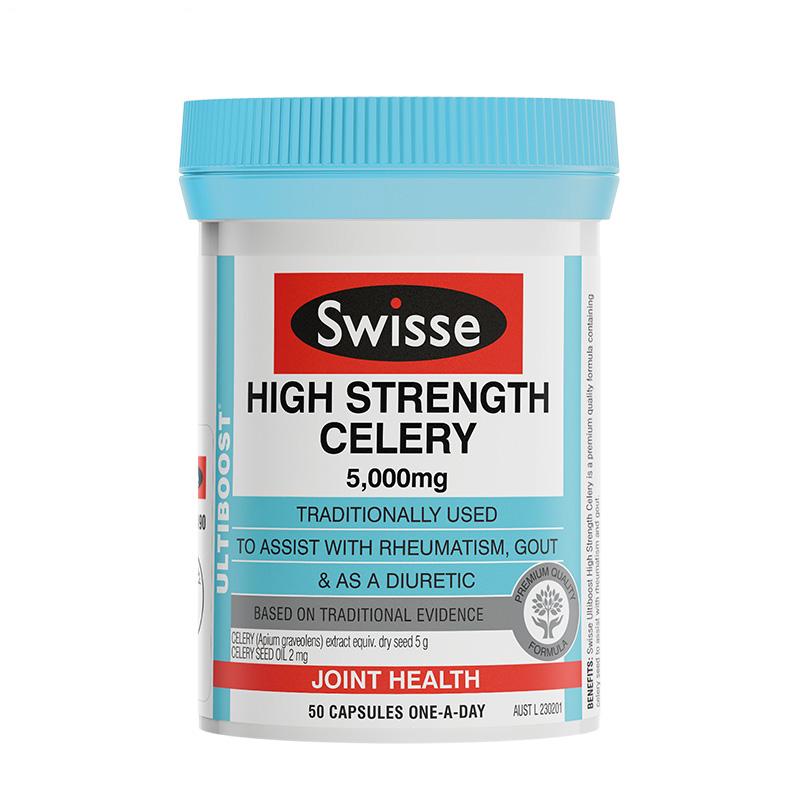 Swisse
HIGH STRENGTH
CELERY
5,000mg
TRADITIONALLY USED
TO ASSIST WITH RHEUMATISM, GOUT
& AS A DIURETIC
BASED ON TRADITIONAL EVIDENCE
CELERY (Apium graveolens) extract equiv. dry seed 5 g
CELERY SEED OIL 2 mg
JOINT HEALTH
50 CAPSULES ONE-A-DAY
AUST L 230201
ULTIBOOST®
PREMIUM QUALITY
FORMULA
BENEFITS: Swisse Ultiboost High Strength Celery is a premium quality formula containing
celery seed to assist with rheumatism and gout.
90